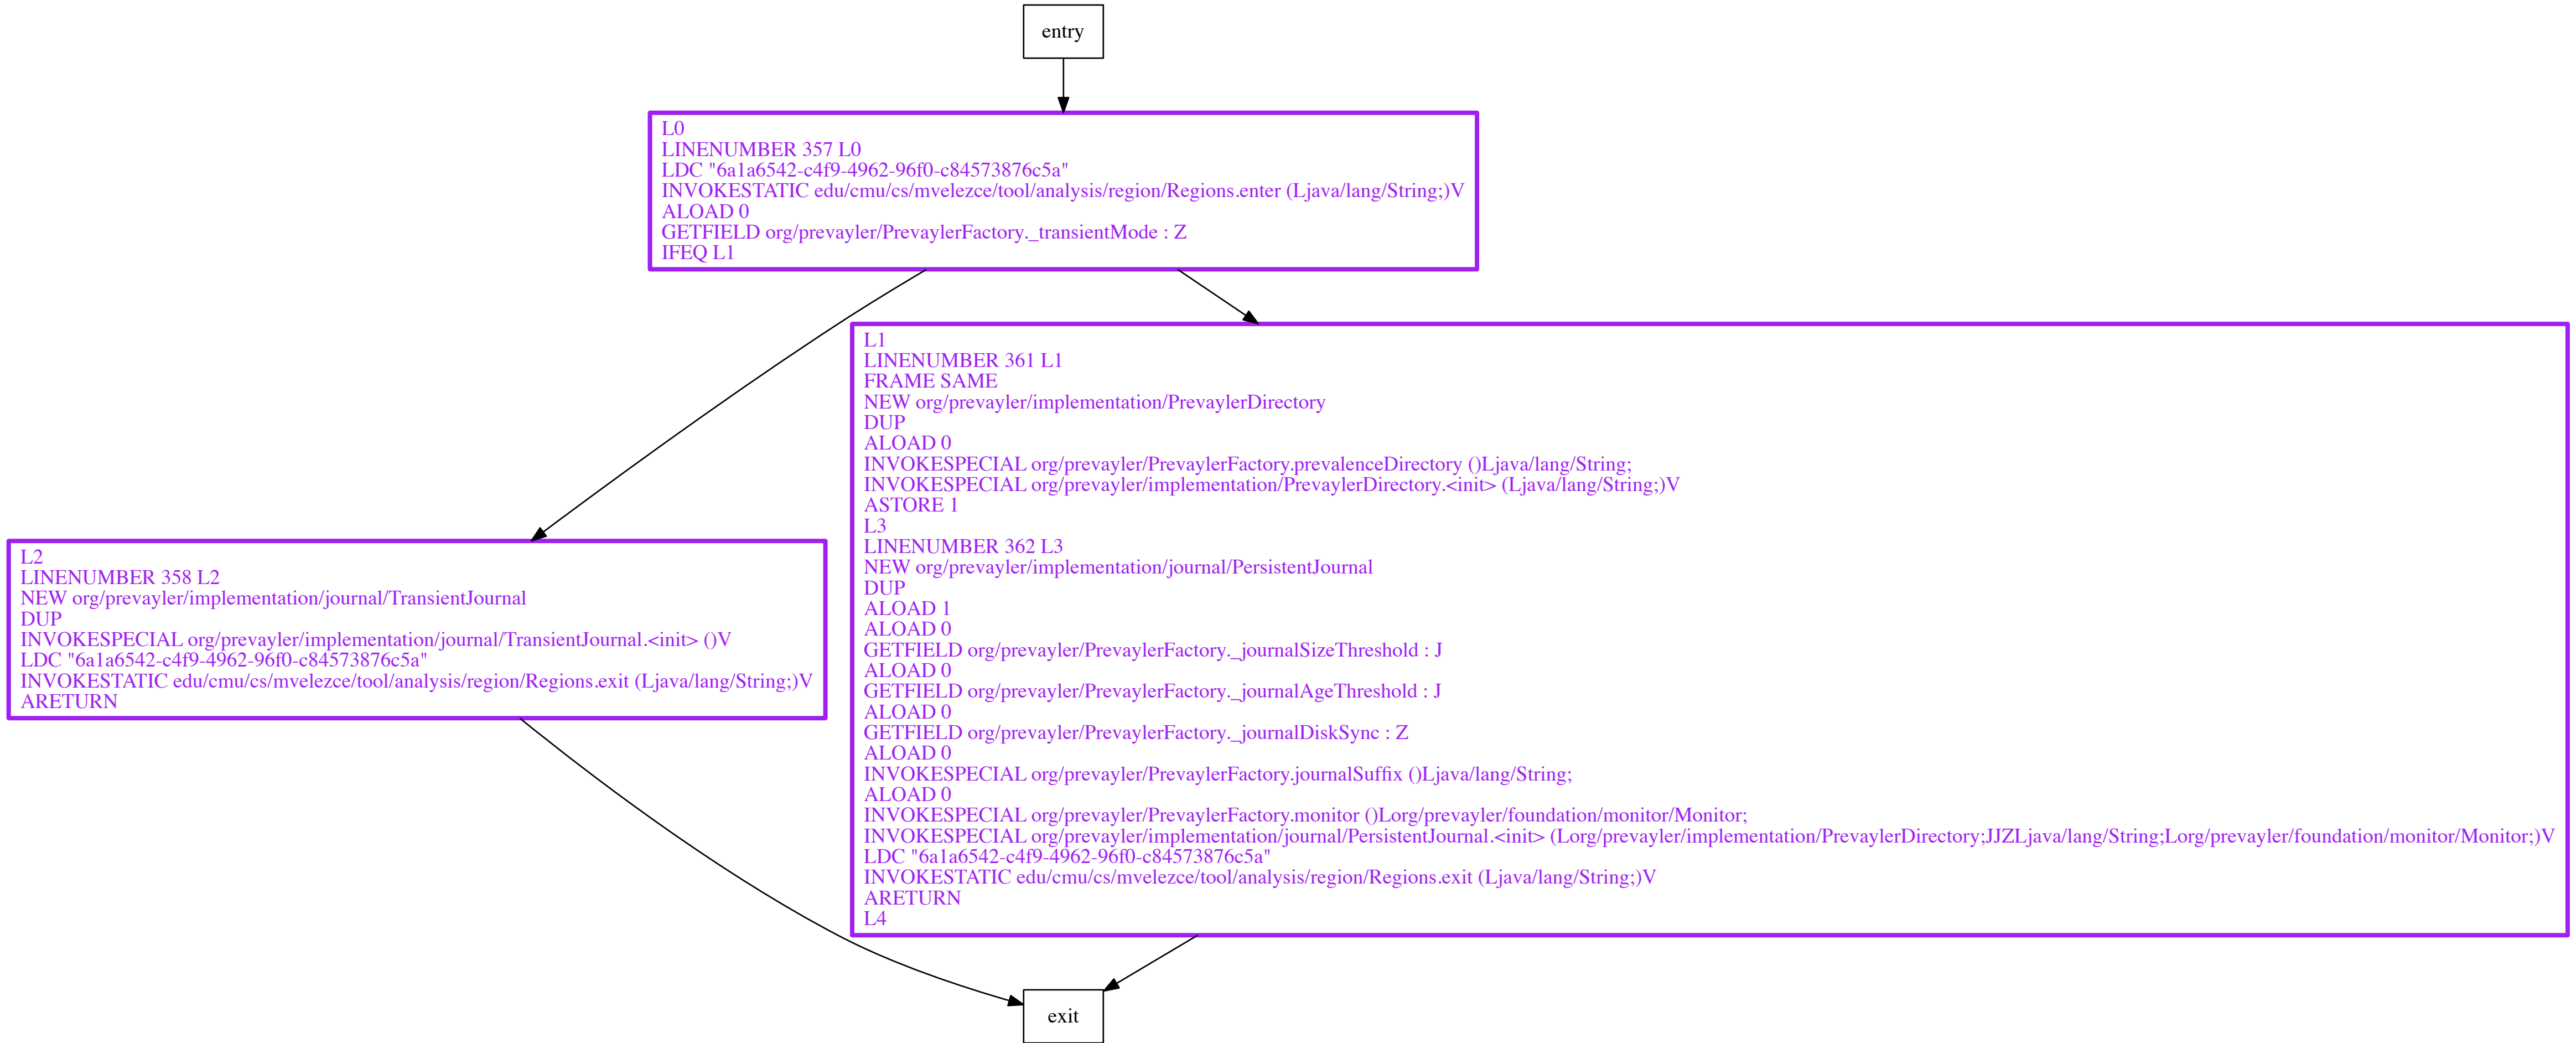 entry
L0
LINENUMBER 357 L0
LDC "6a1a6542-c4f9-4962-96f0-c84573876c5a"
INVOKESTATIC edu/cmu/cs/mvelezce/tool/analysis/region/Regions.enter (Ljava/lang/String;)V
ALOAD 0
GETFIELD org/prevayler/PrevaylerFactory._transientMode : Z
IFEQ L1
L1
LINENUMBER 361 L1
FRAME SAME
NEW org/prevayler/implementation/PrevaylerDirectory
DUP
ALOAD 0
INVOKESPECIAL org/prevayler/PrevaylerFactory.prevalenceDirectory ()Ljava/lang/String;
INVOKESPECIAL org/prevayler/implementation/PrevaylerDirectory.<init> (Ljava/lang/String;)V
ASTORE 1
L3
LINENUMBER 362 L3
NEW org/prevayler/implementation/journal/PersistentJournal
DUP
ALOAD 1
ALOAD 0
GETFIELD org/prevayler/PrevaylerFactory._journalSizeThreshold : J
ALOAD 0
GETFIELD org/prevayler/PrevaylerFactory._journalAgeThreshold : J
ALOAD 0
GETFIELD org/prevayler/PrevaylerFactory._journalDiskSync : Z
ALOAD 0
INVOKESPECIAL org/prevayler/PrevaylerFactory.journalSuffix ()Ljava/lang/String;
ALOAD 0
INVOKESPECIAL org/prevayler/PrevaylerFactory.monitor ()Lorg/prevayler/foundation/monitor/Monitor;
INVOKESPECIAL org/prevayler/implementation/journal/PersistentJournal.<init> (Lorg/prevayler/implementation/PrevaylerDirectory;JJZLjava/lang/String;Lorg/prevayler/foundation/monitor/Monitor;)V
LDC "6a1a6542-c4f9-4962-96f0-c84573876c5a"
INVOKESTATIC edu/cmu/cs/mvelezce/tool/analysis/region/Regions.exit (Ljava/lang/String;)V
ARETURN
L4
L2
LINENUMBER 358 L2
NEW org/prevayler/implementation/journal/TransientJournal
DUP
INVOKESPECIAL org/prevayler/implementation/journal/TransientJournal.<init> ()V
LDC "6a1a6542-c4f9-4962-96f0-c84573876c5a"
INVOKESTATIC edu/cmu/cs/mvelezce/tool/analysis/region/Regions.exit (Ljava/lang/String;)V
ARETURN
exit